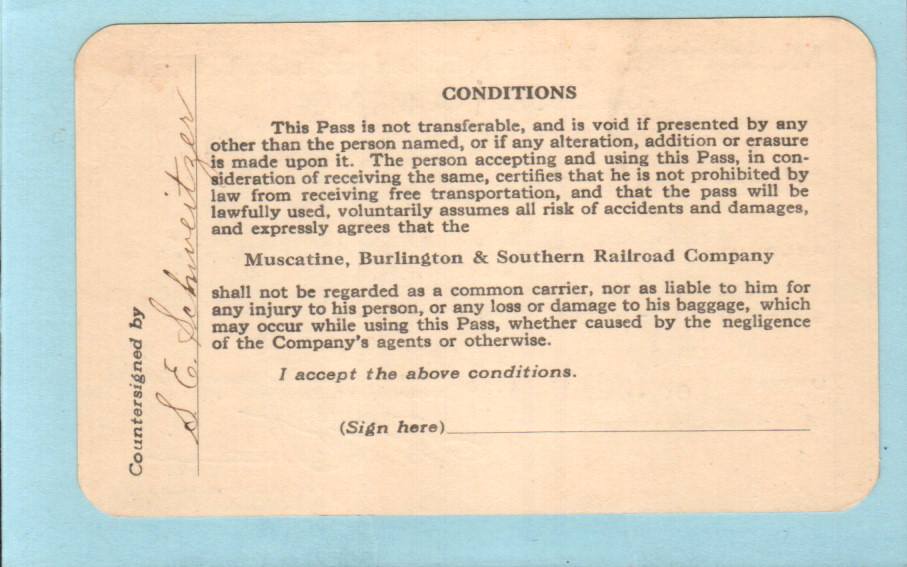 CONDITIONS
This Pass is not transferable, and is void if presented by any
other than the person named, or if any alteration, addition or erasure
is made upon it. The person accepting and using this Pass, in con-
sideration of receiving the same, certifies that he is not prohibited by
law from receiving free transportation, and that the pass will be
lawfully used, voluntarily assumes all risk of accidents and damages,
and expressly agrees that the
Muscatine, Burlington & Southern Railroad Company
shall not be regarded as a common carrier, nor as liable to him for
any injury to his person, or any loss or damage to his baggage, which
may occur while using this Pass, whether caused by the negligence
of the Company's agents or otherwise.
I accept the above conditions.
(Sign here)
Countersigned by
S. E. Schweitzer